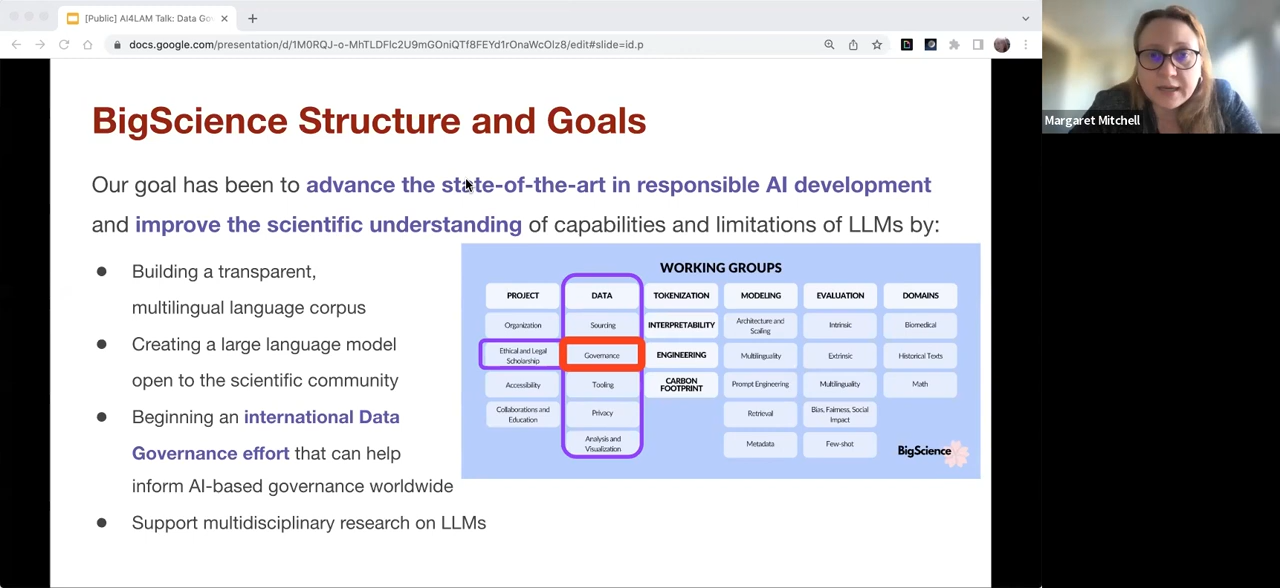 [Public] AI4LAM Talk: Data Go
docs.google.com/presentation/d/1M0RQJ-o-MhTLDFlc2U9mGOniQTf8FEYd1rOnaWcOlz8/edit#slide=id.p
Margaret Mitchell
BigScience Structure and Goals
Our goal has been to advance the state-of-the-art in responsible AI development
and improve the scientific understanding of capabilities and limitations of LLMs by:
Building a transparent,
multilingual language corpus
Creating a large language model
open to the scientific community
Beginning an international Data
Governance effort that can help
inform AI-based governance worldwide
Support multidisciplinary research on LLMs
WORKING GROUPS
PROJECT
Organization
Ethical and Legal
Scholarship
Accessibility
Collaborations and
Education
DATA
Sourcing
Governance
Tooling
Privacy
Analysis and
Visualization
TOKENIZATION
INTERPRETABILITY
ENGINEERING
CARBON
FOOTPRINT
MODELING
Architecture and
Scaling
Multilinguality
Prompt Engineering
Retrieval
Metadata
EVALUATION
Intrinsic
Extrinsic
Multilinguality
Bias, Fairness, Social
Impact
Few-shot
DOMAINS
Biomedical
Historical Texts
Math
BigScience